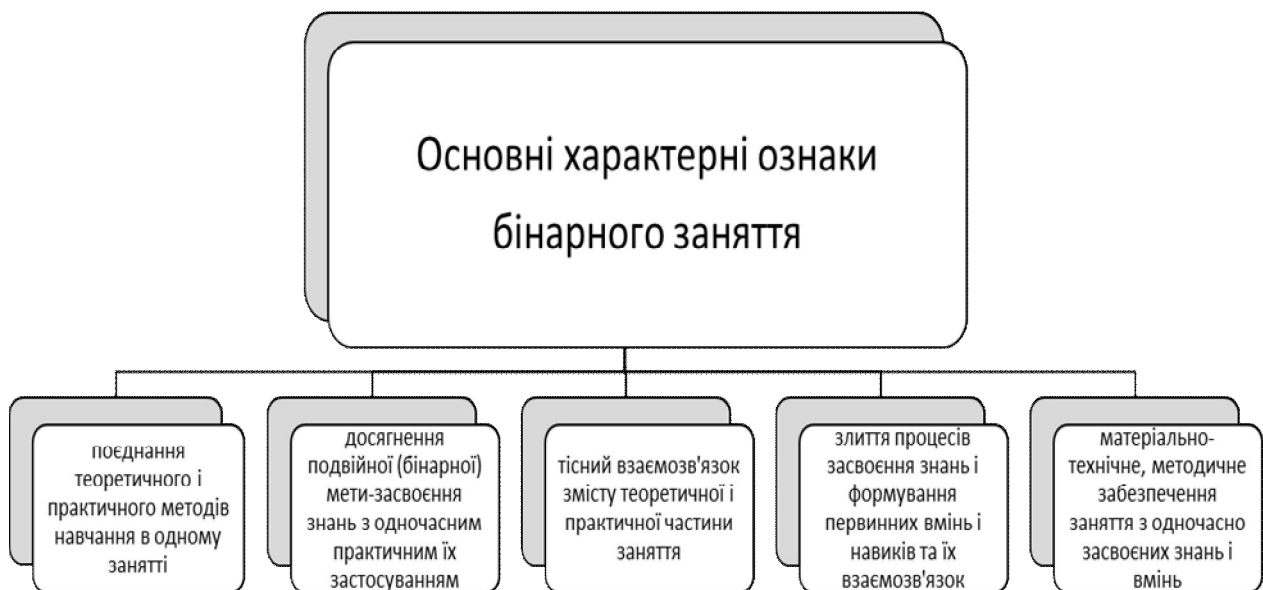 Основні характерні ознаки
бінарного заняття
поєднання
теоретичного і
практичного методів
навчання в одному
занятті
досягнення
подвійної (бінарної)
мети-засвоєння
знань з одночасним
практичним їх
застосуванням
тісний взаємозв'язок
змісту теоретичної і
практичної частини
заняття
злиття процесів
засвоєння знань і
формування
первинних вмінь і
навиків та їх
взаємозв'язок
матеріально-
технічне, методичне
забезпечення
заняття з одночасно
засвоєних знань і
вмінь